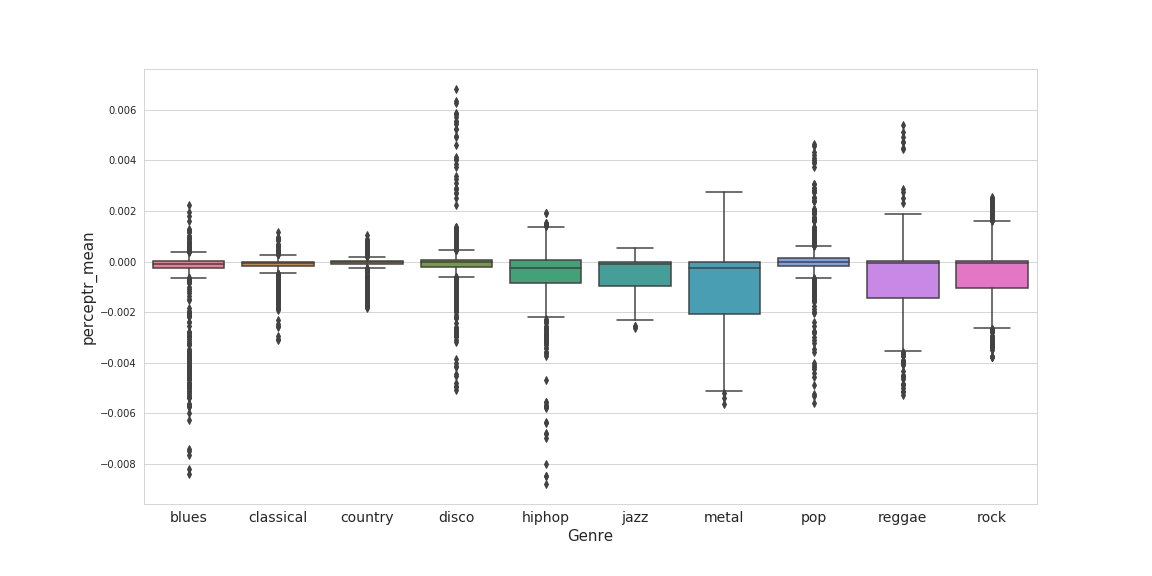 0.006
0.004
0.002
0.000
−0.002
−0.004
−0.006
−0.008
perceptr_mean
blues classical country disco hiphop jazz metal pop reggae rock
Genre